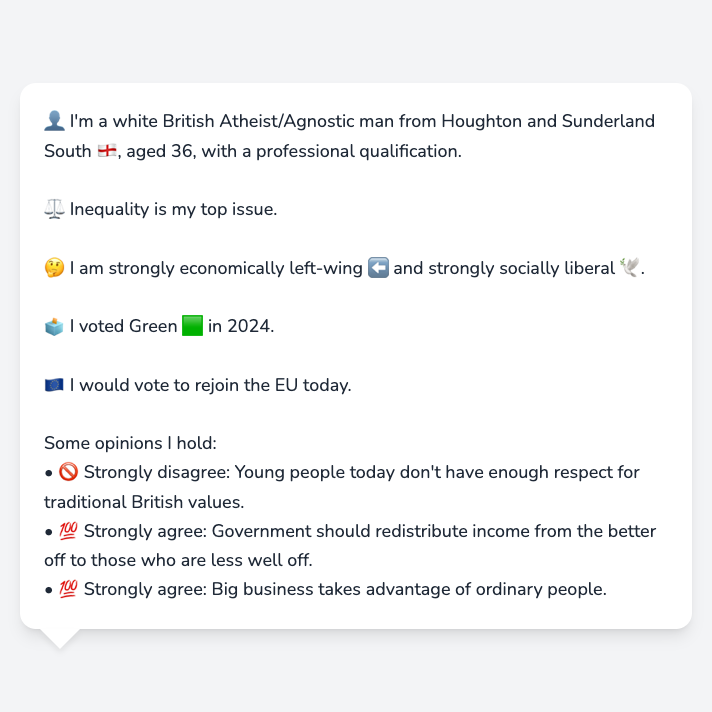 👤 I'm a white British Atheist/Agnostic man from Houghton and Sunderland
South 🏴󠁧󠁢󠁥󠁮󠁧󠁿, aged 36, with a professional qualification.
⚖️ Inequality is my top issue.
🤔 I am strongly economically left-wing ⬅️ and strongly socially liberal 🕊️.
🗳️ I voted Green 🟩 in 2024.
🇪🇺 I would vote to rejoin the EU today.
Some opinions I hold:
• 🚫 Strongly disagree: Young people today don't have enough respect for
traditional British values.
• 💯 Strongly agree: Government should redistribute income from the better
off to those who are less well off.
• 💯 Strongly agree: Big business takes advantage of ordinary people.